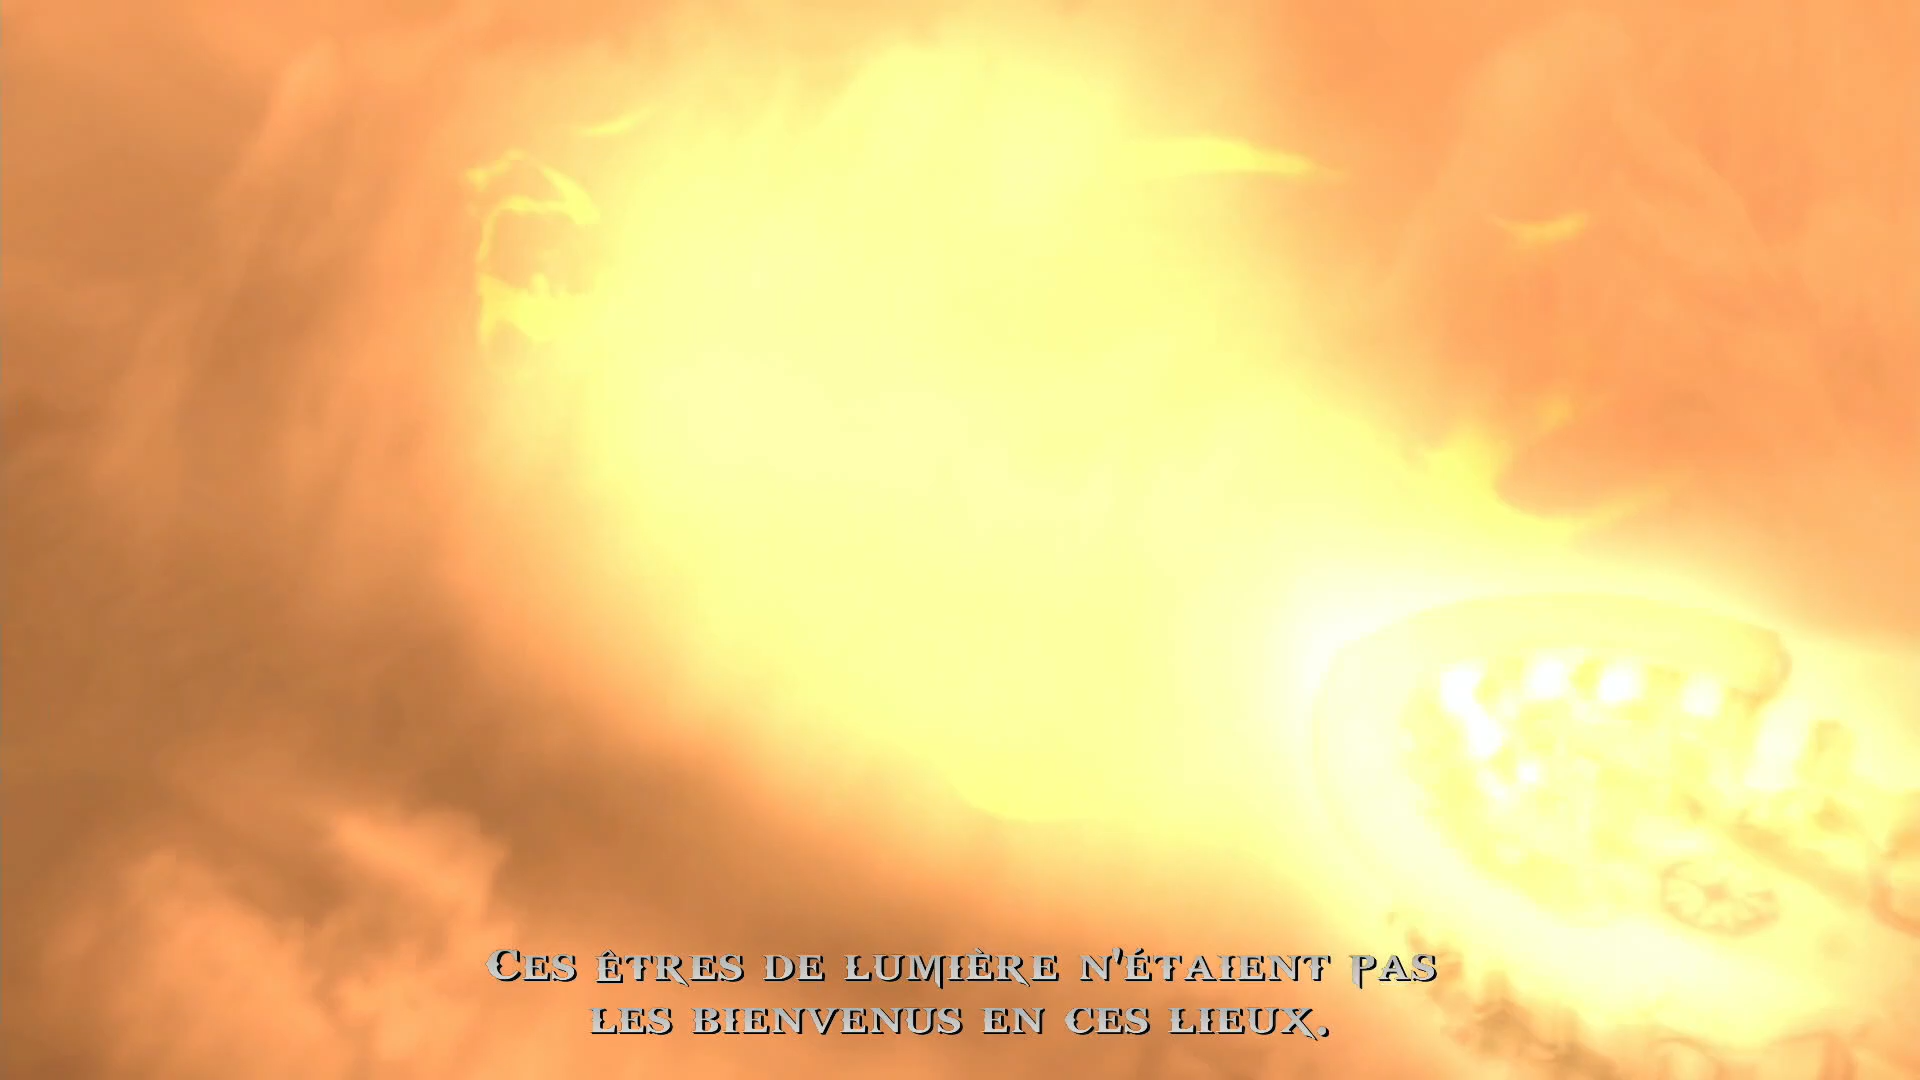 Ces êtres de lumière n'étaient pas
les bienvenus en ces lieux.